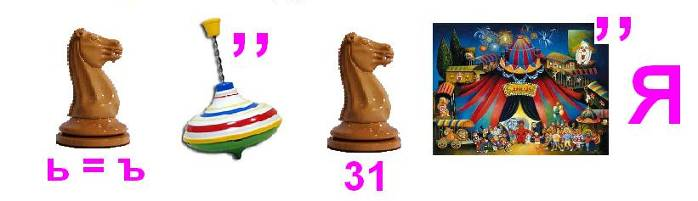 ,,
,,
Я
ь = ъ
31